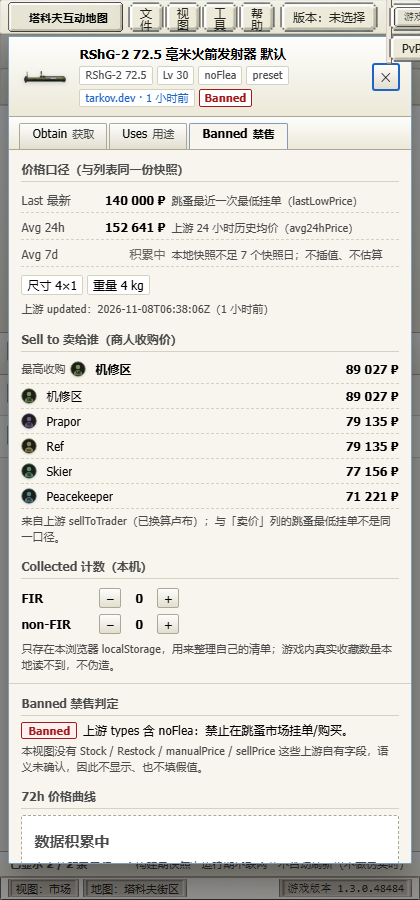 塔科夫互动地图
文件
视图
工具
帮助
版本：未选择
PvP
RShG-2 72.5 毫米火箭发射器 默认
RShG-2 72.5
Lv 30
noFlea
preset
tarkov.dev · 1 小时前
Banned
×
Obtain 获取
Uses 用途
Banned 禁售
价格口径（与列表同一份快照）
Last 最新 140 000 ₽ 跳蚤最近一次最低挂单（lastLowPrice）
Avg 24h 152 641 ₽ 上游 24 小时历史均价（avg24hPrice）
Avg 7d 积累中 本地快照不足 7 个快照日；不插值、不估算
尺寸 4×1
重量 4 kg
上游 updated：2026-11-08T06:38:06Z（1 小时前）
Sell to 卖给谁（商人收购价）
最高收购 机修区 89 027 ₽
机修区 89 027 ₽
Prapor 79 135 ₽
Ref 79 135 ₽
Skier 77 156 ₽
Peacekeeper 71 221 ₽
来自上游 sellToTrader（已换算卢布）；与「卖价」列的跳蚤最低挂单不是同
一口径。
Collected 计数（本机）
FIR − 0 +
non-FIR − 0 +
只存在本浏览器 localStorage，用来整理自己的清单；游戏内真实收藏数量本
地读不到，不伪造。
Banned 禁售判定
Banned 上游 types 含 noFlea：禁止在跳蚤市场挂单/购买。
本视图没有 Stock / Restock / manualPrice / sellPrice 这些上游自有字段，语
义未确认，因此不显示、也不填假值。
72h 价格曲线
数据积累中
视图：市场
地图：塔科夫街区
游戏版本 1.3.0.48484